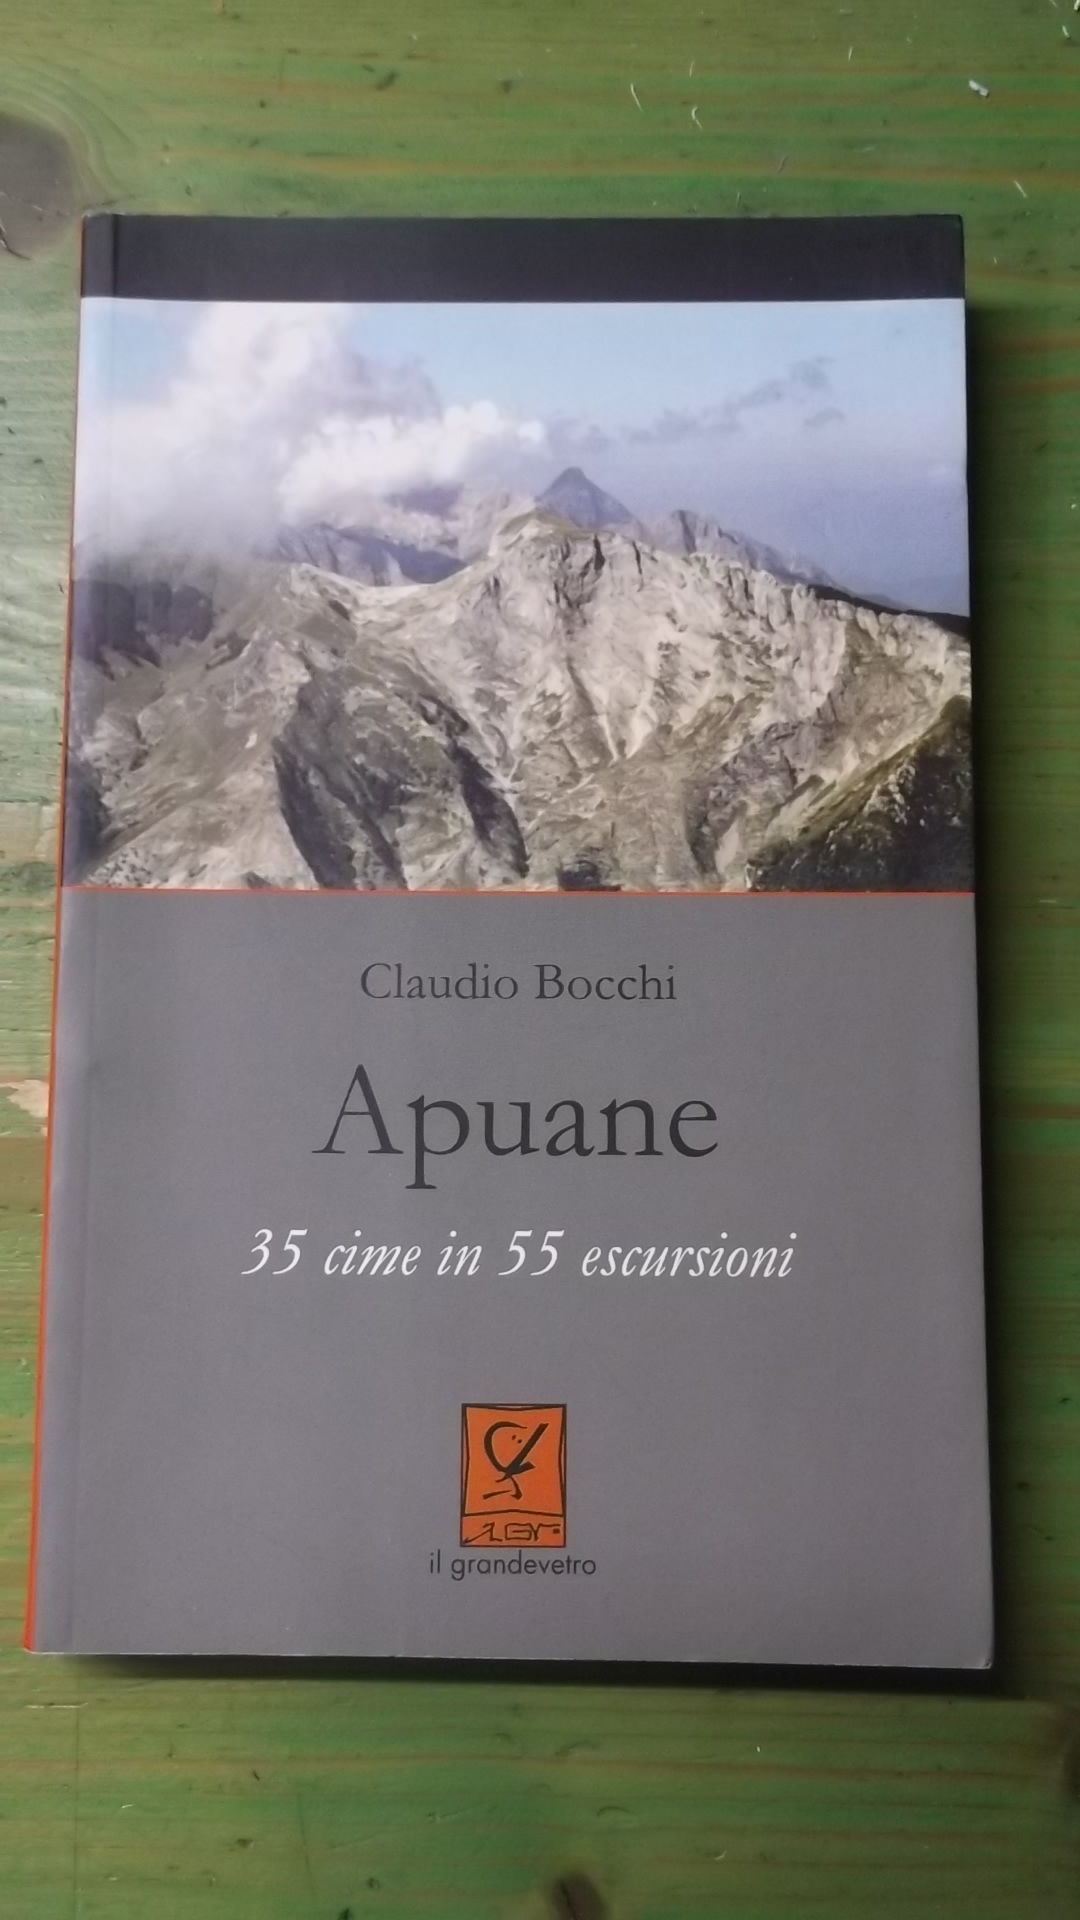 Claudio Bocchi
Apuane
35 cime in 55 escursioni
il grandevetro